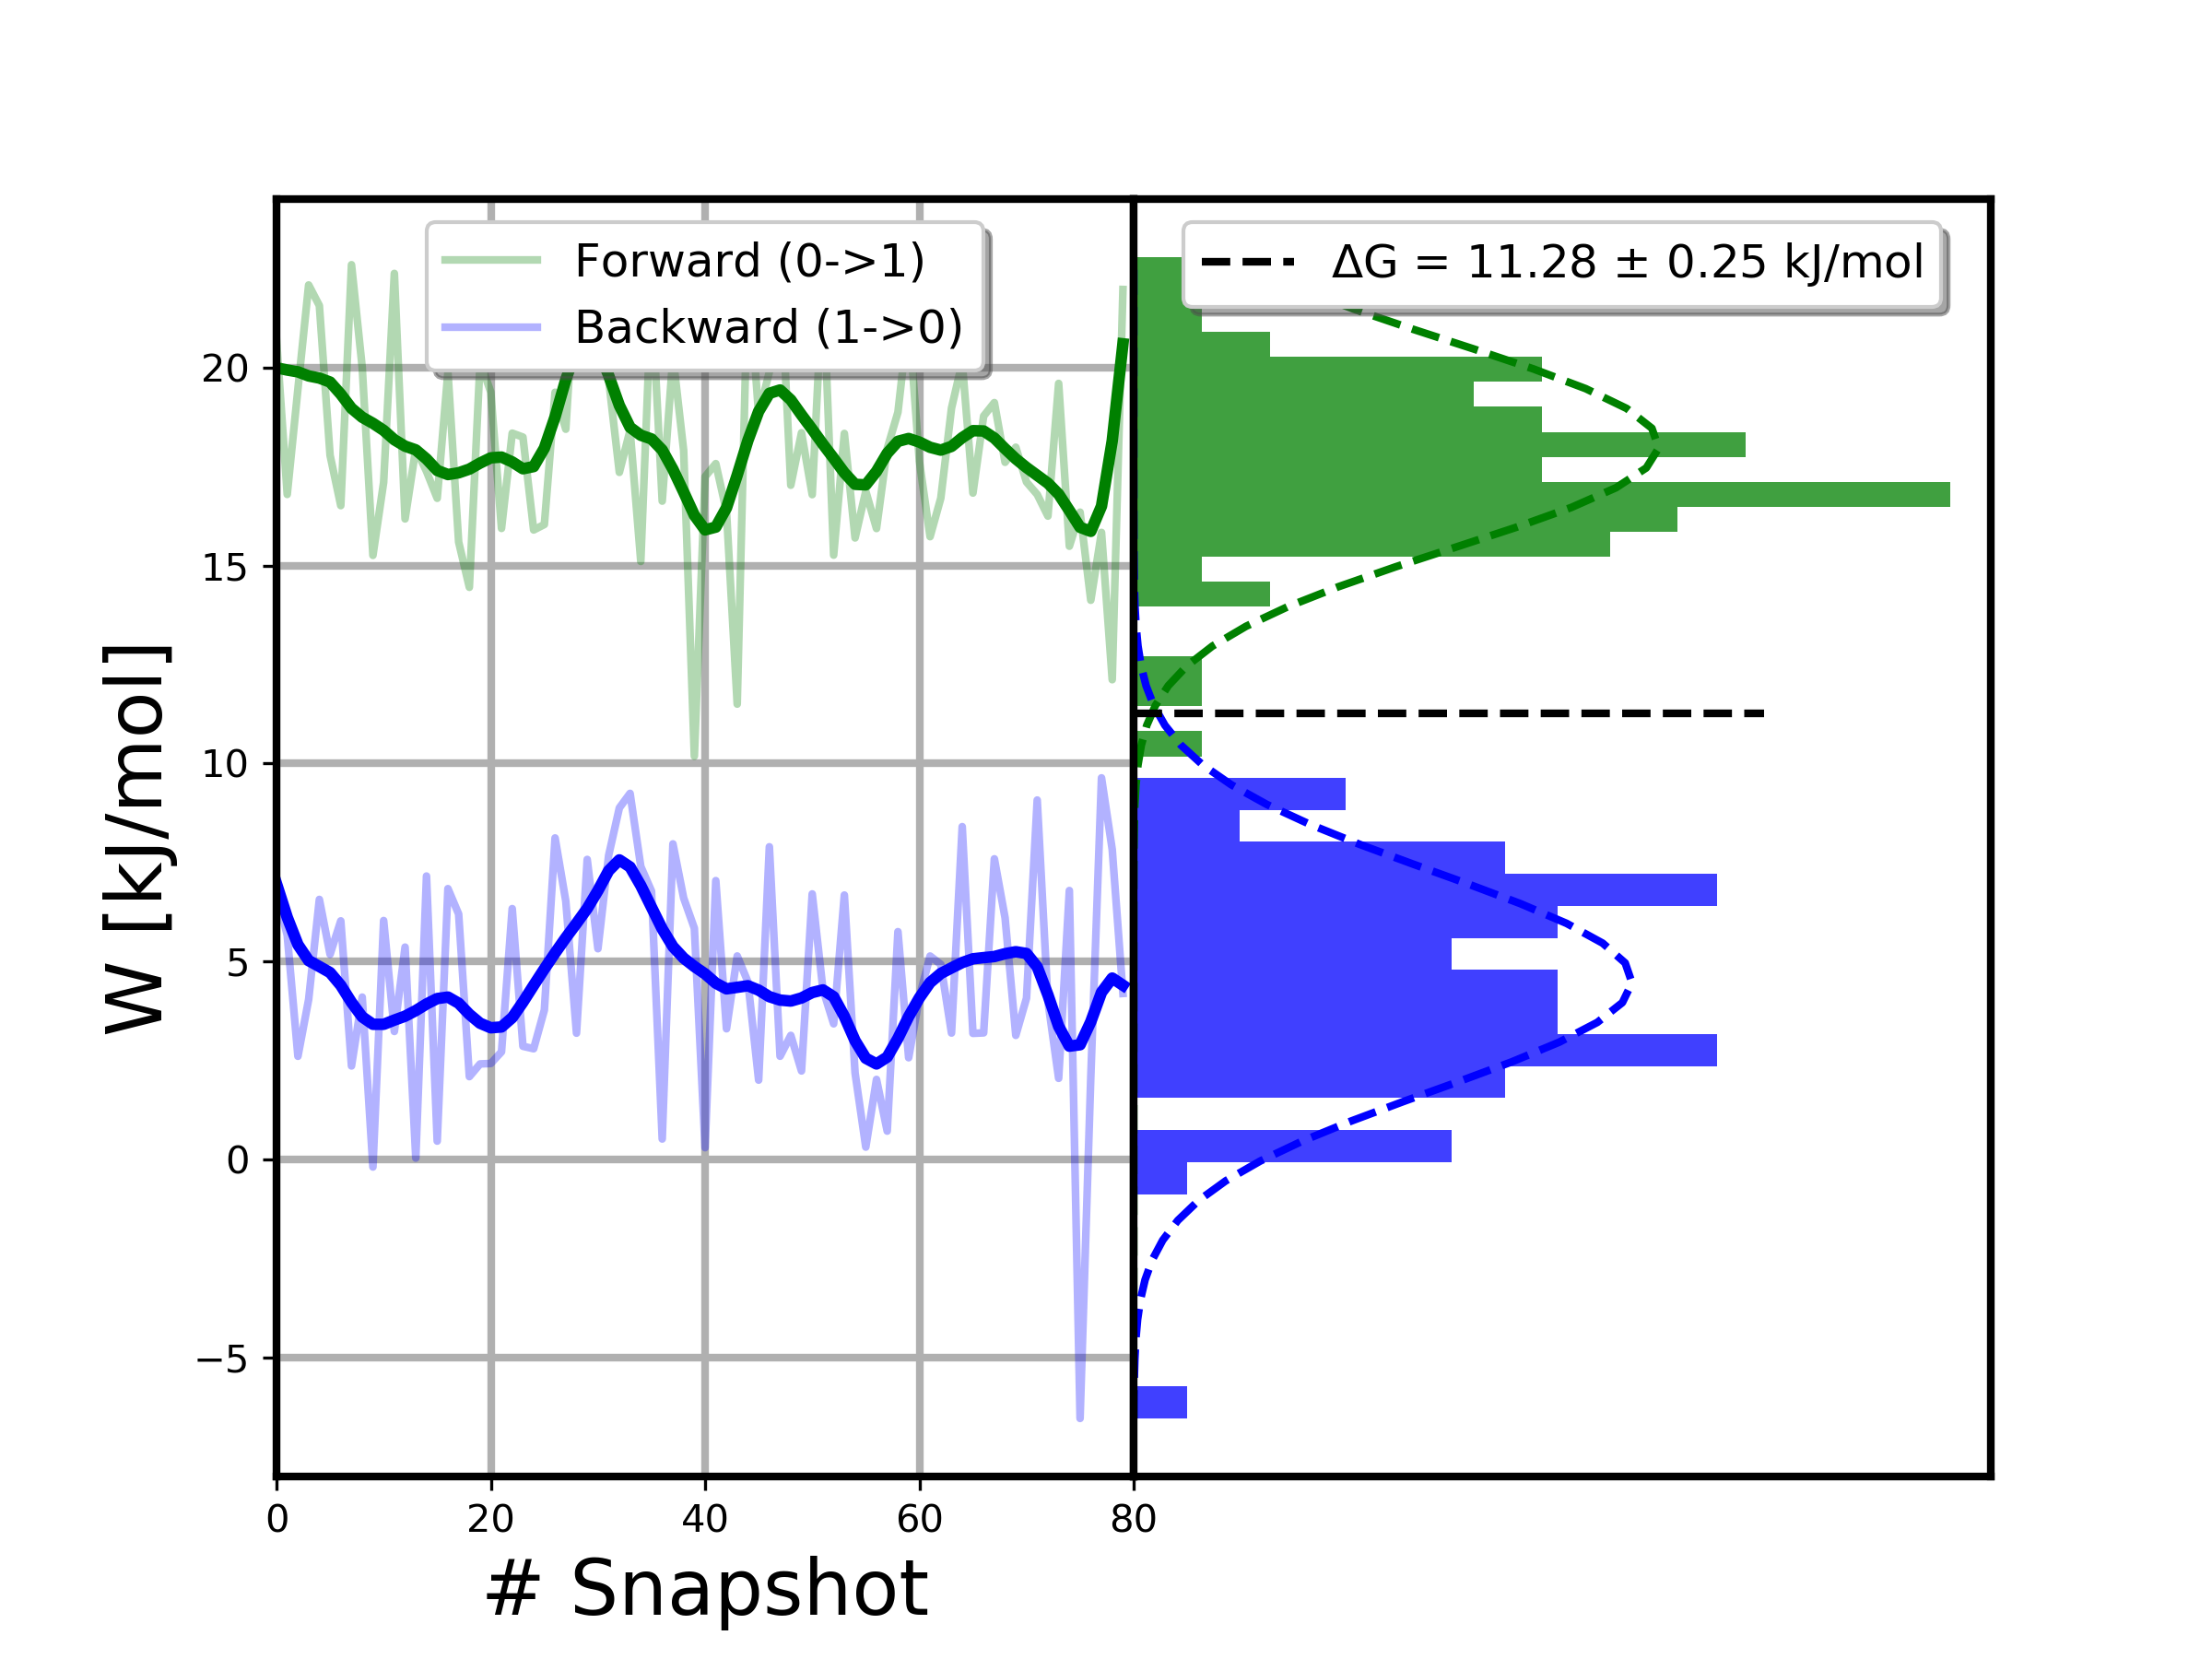 Forward (0->1)
Backward (1->0)
ΔG = 11.28 ± 0.25 kJ/mol
W [kJ/mol]
20
15
10
5
0
−5
0 20 40 60 80
# Snapshot